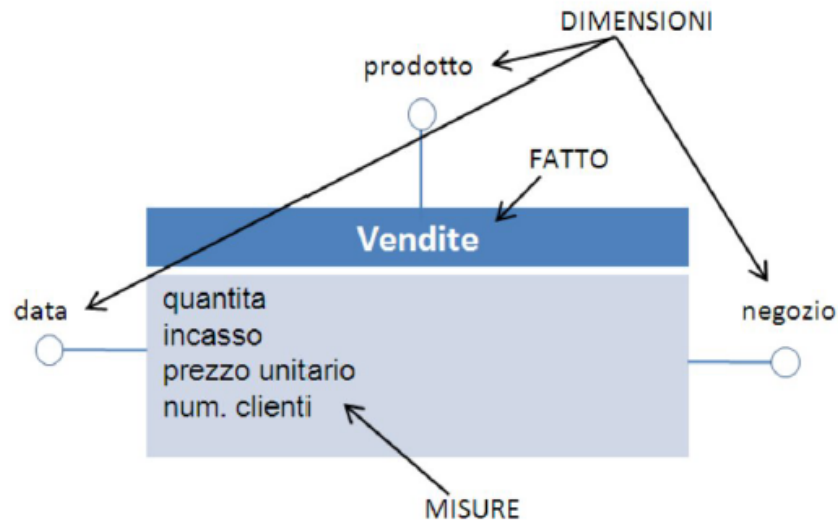 DIMENSIONI
prodotto
FATTO
Vendite
data
negozio
quantita
incasso
prezzo unitario
num. clienti
MISURE